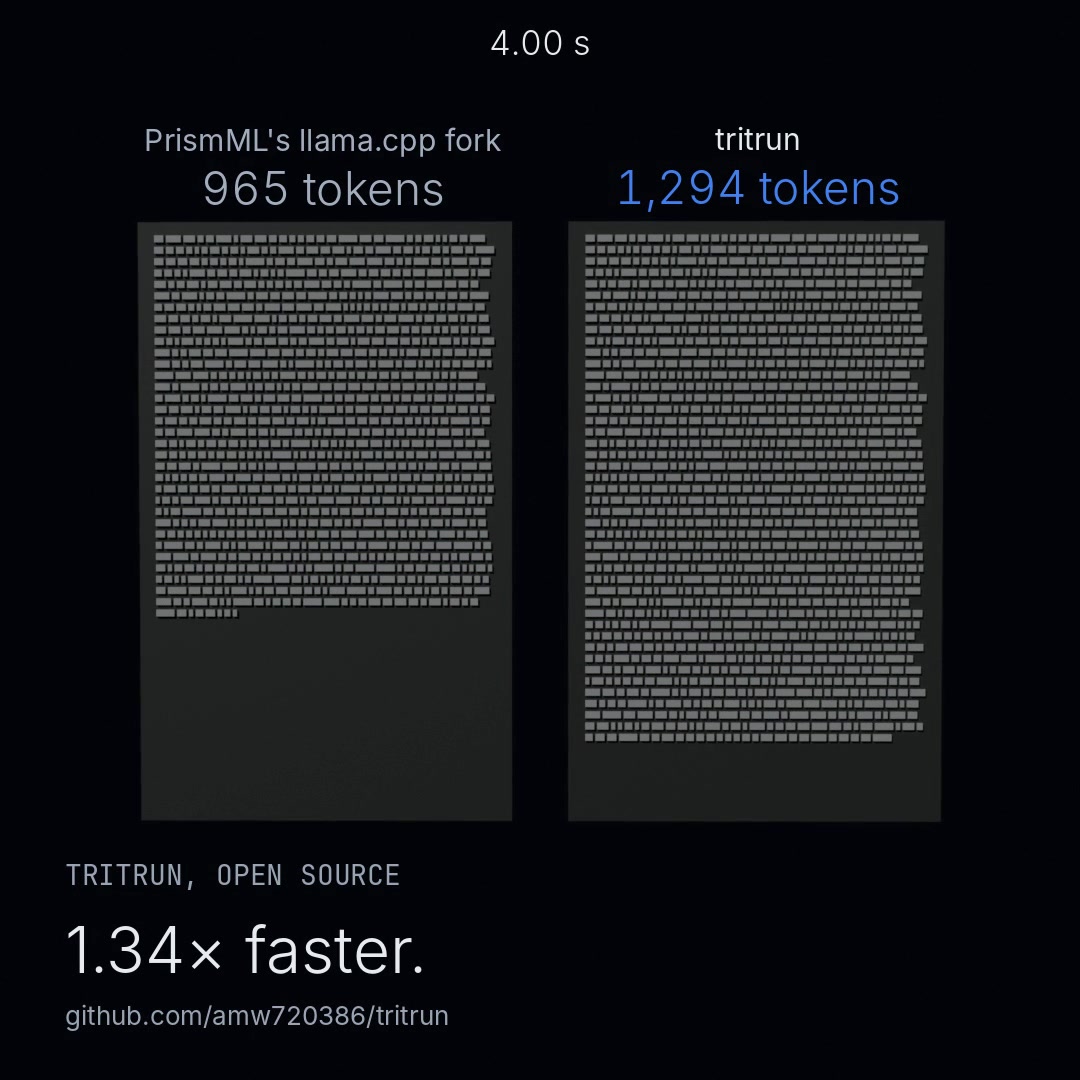 4.00 s
PrismML's llama.cpp fork
965 tokens
tritrun
1,294 tokens
TRITRUN, OPEN SOURCE
1.34× faster.
github.com/amw720386/tritrun